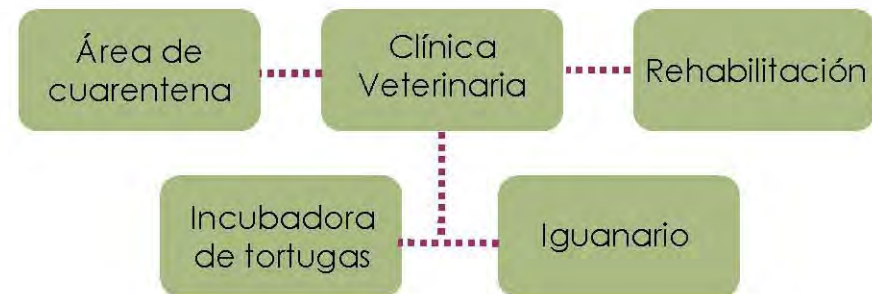 Área de
cuarentena
Clínica
Veterinaria
Rehabilitación
Incubadora
de tortugas
Iguanario